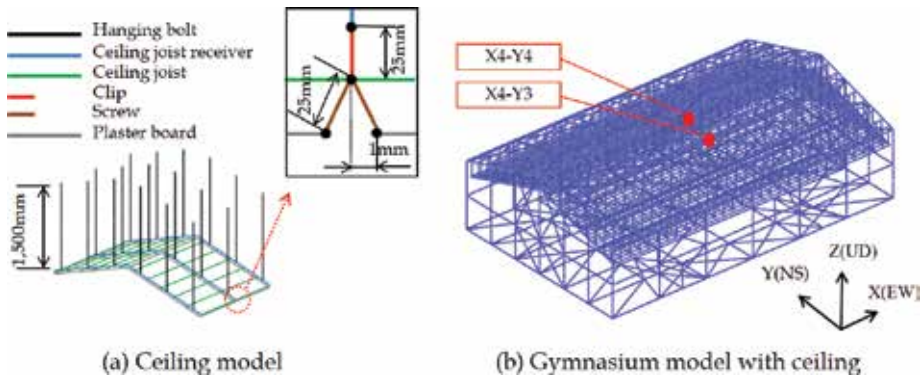 Hanging bolt
Ceiling joist receiver
Ceiling joist
Clip
Screw
Plaster board
25mm
25mm
1mm
1,500mm
X4-Y4
X4-Y3
Z(UD)
Y(NS)
X(EW)
(a) Ceiling model
(b) Gymnasium model with ceiling